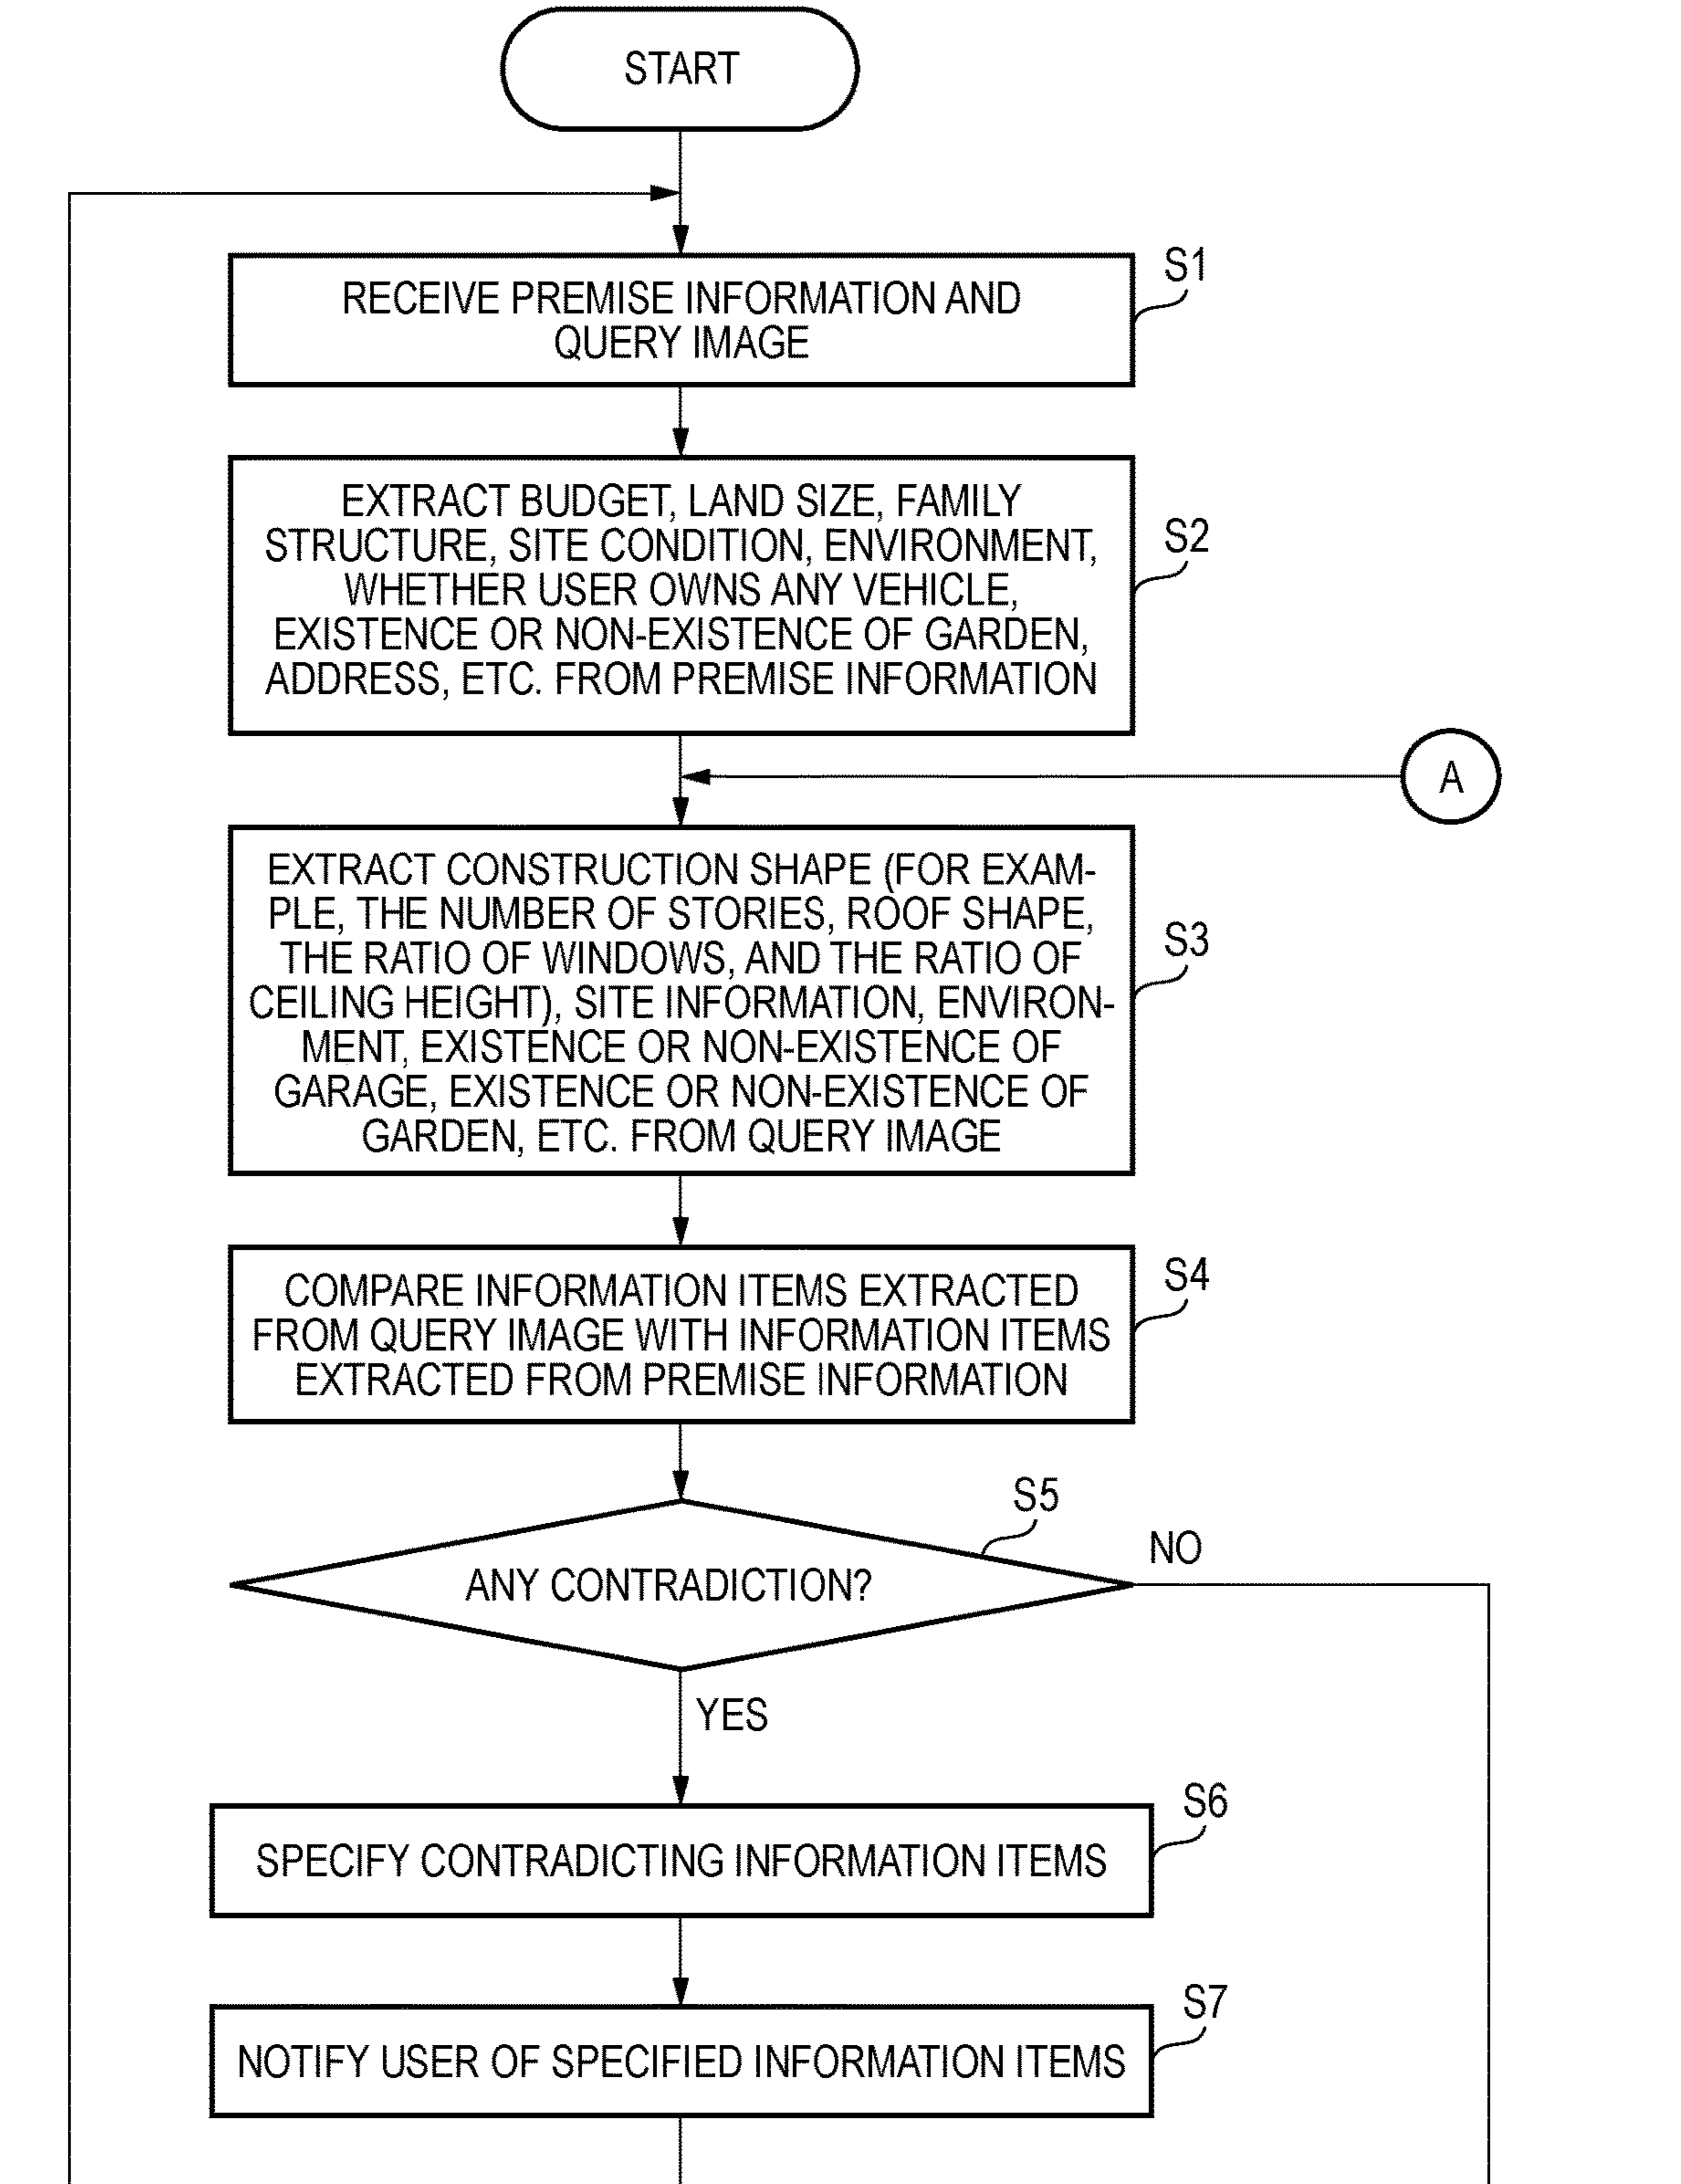 START
RECEIVE PREMISE INFORMATION AND
QUERY IMAGE
S1
EXTRACT BUDGET, LAND SIZE, FAMILY
STRUCTURE, SITE CONDITION, ENVIRONMENT,
WHETHER USER OWNS ANY VEHICLE,
EXISTENCE OR NON-EXISTENCE OF GARDEN,
ADDRESS, ETC. FROM PREMISE INFORMATION
S2
A
EXTRACT CONSTRUCTION SHAPE (FOR EXAM-
PLE, THE NUMBER OF STORIES, ROOF SHAPE,
THE RATIO OF WINDOWS, AND THE RATIO OF
CEILING HEIGHT), SITE INFORMATION, ENVIRON-
MENT, EXISTENCE OR NON-EXISTENCE OF
GARAGE, EXISTENCE OR NON-EXISTENCE OF
GARDEN, ETC. FROM QUERY IMAGE
S3
COMPARE INFORMATION ITEMS EXTRACTED
FROM QUERY IMAGE WITH INFORMATION ITEMS
EXTRACTED FROM PREMISE INFORMATION
S4
S5
ANY CONTRADICTION?
NO
YES
SPECIFY CONTRADICTING INFORMATION ITEMS
S6
NOTIFY USER OF SPECIFIED INFORMATION ITEMS
S7